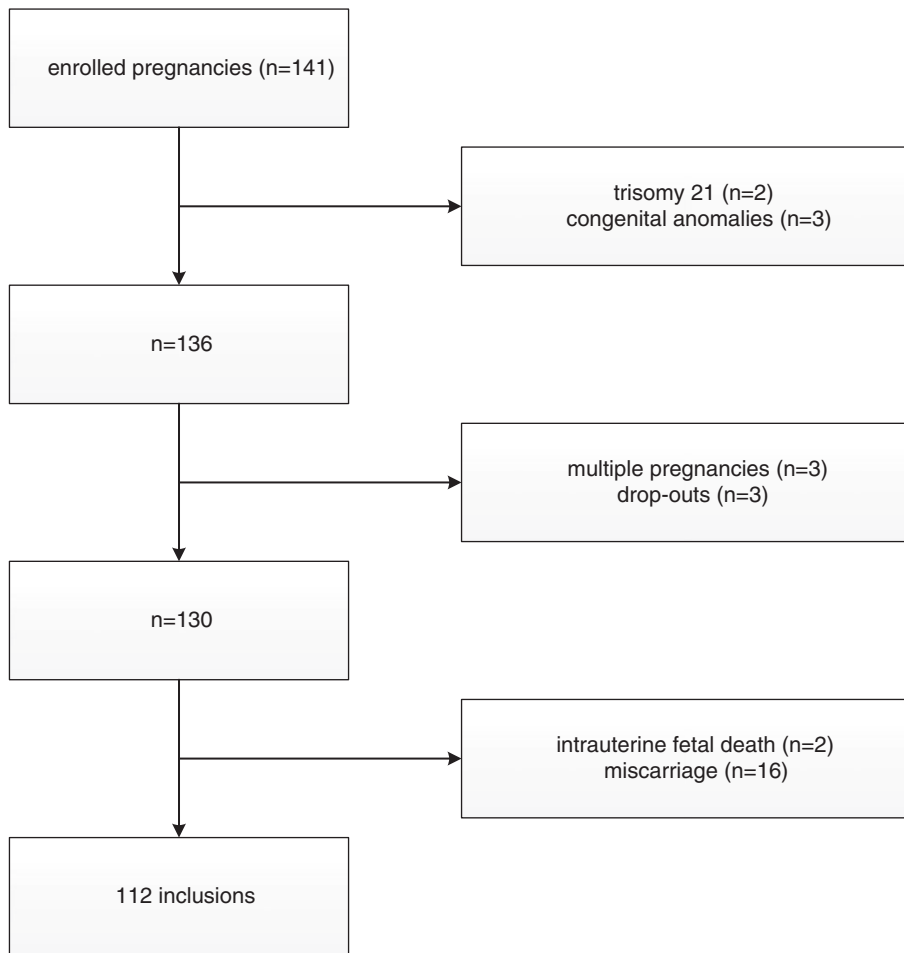 enrolled pregnancies (n=141)
trisomy 21 (n=2)
congenital anomalies (n=3)
n=136
multiple pregnancies (n=3)
drop-outs (n=3)
n=130
intrauterine fetal death (n=2)
miscarriage (n=16)
112 inclusions